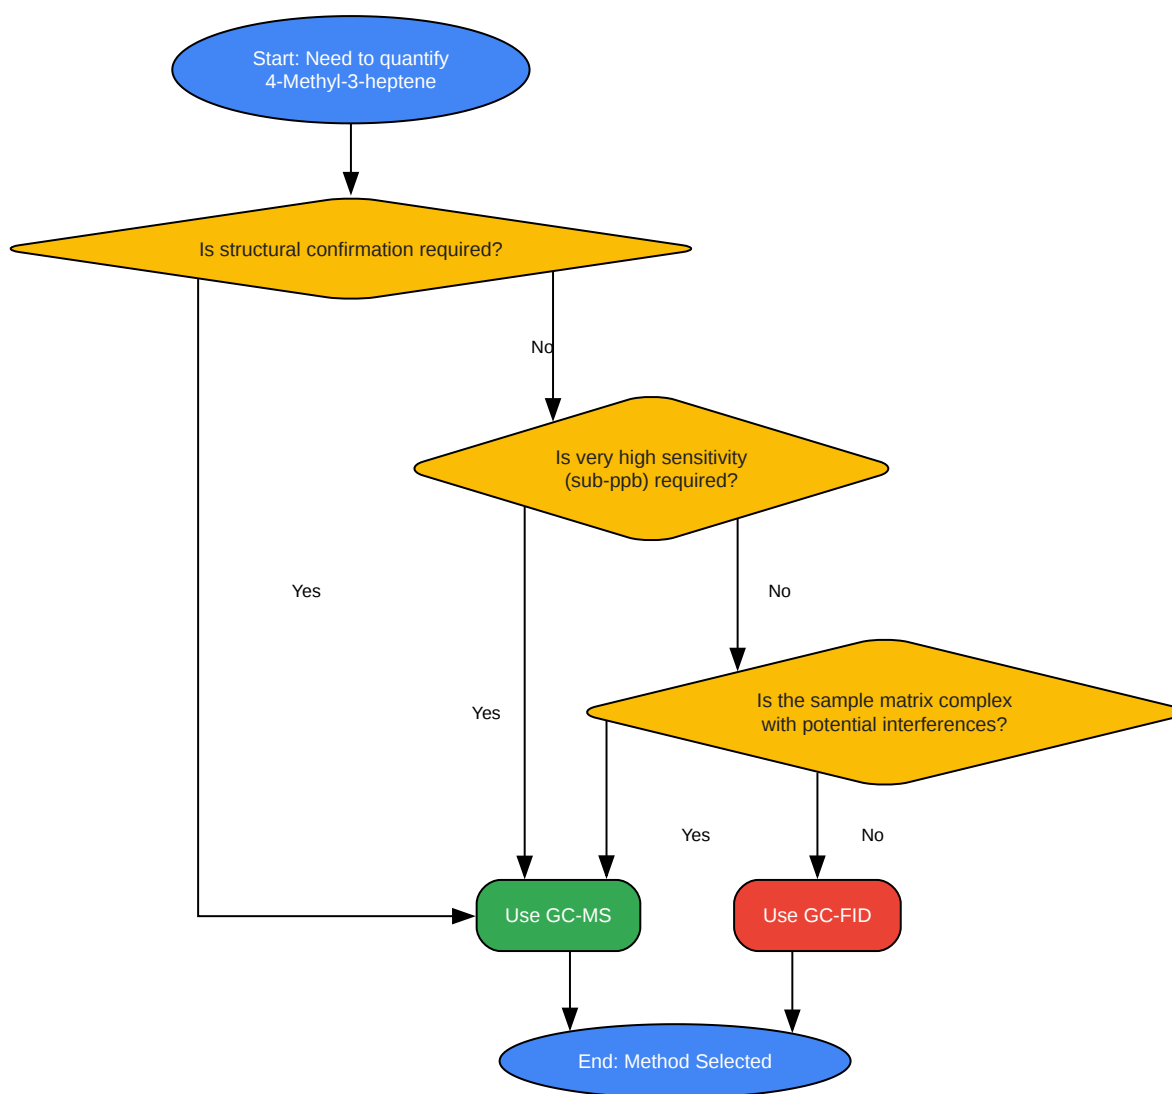 Start: Need to quantify
4-Methyl-3-heptene
Is structural confirmation required?
No
Is very high sensitivity
(sub-ppb) required?
Yes
No
Is the sample matrix complex
with potential interferences?
Yes
Yes
No
Use GC-MS
Use GC-FID
End: Method Selected